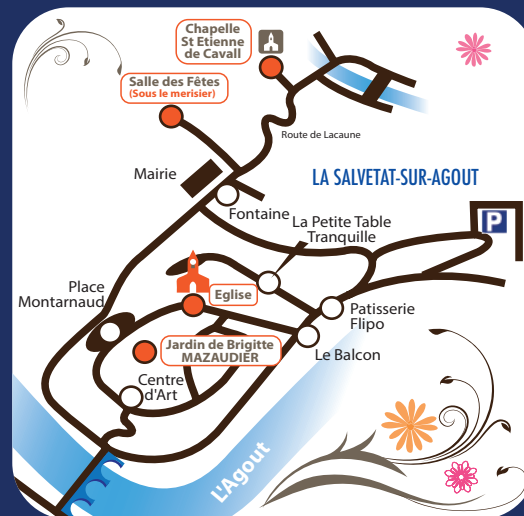 Chapelle
St Etienne
de Cavall
Salle des Fêtes
(Sous le merisier)
Route de Lacaune
Mairie
LA SALVETAT-SUR-AGOUT
Fontaine
La Petite Table
Tranquille
P
Place
Montarnaud
Eglise
Patisserie
Flipo
Jardin de Brigitte
MAZAUDIER
Le Balcon
Centre
d'Art
L'Agout